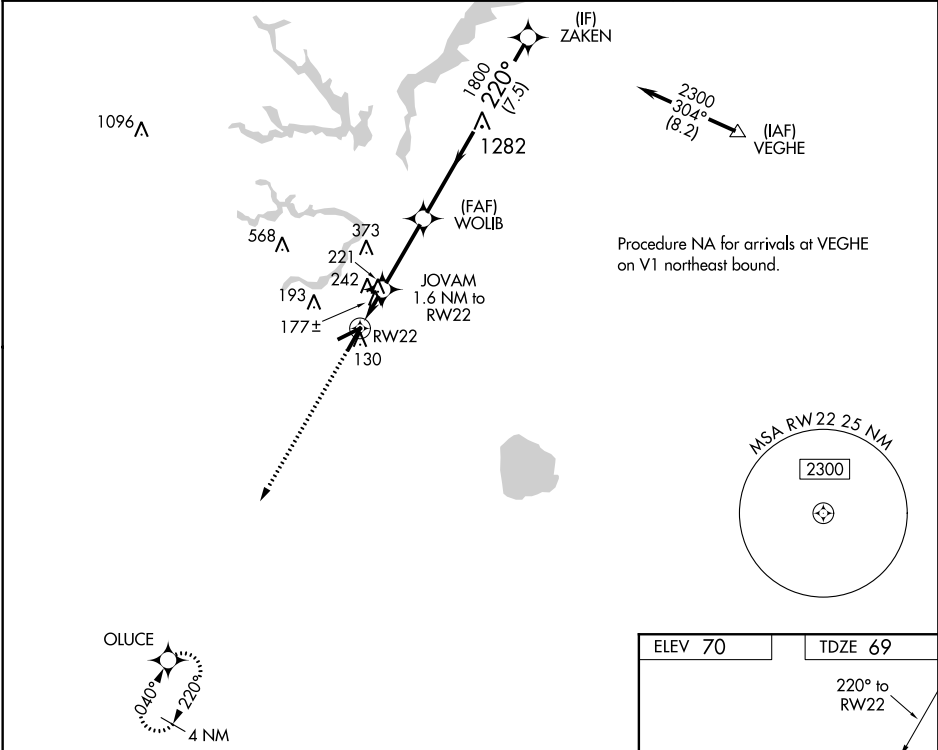 (IF)
ZAKEN
1800
220°
(7.5)
2300
304°
(8.2)
(IAF)
VEGHE
1096
1282
(FAF)
WOLIB
568
373
221
242
193
177±
JOVAM
1.6 NM to
RW22
RW22
130
Procedure NA for arrivals at VEGHE
on V1 northeast bound.
MSA RW22 25 NM
2300
OLUCE
040°
220°
4 NM
ELEV 70
TDZE 69
220° to
RW22